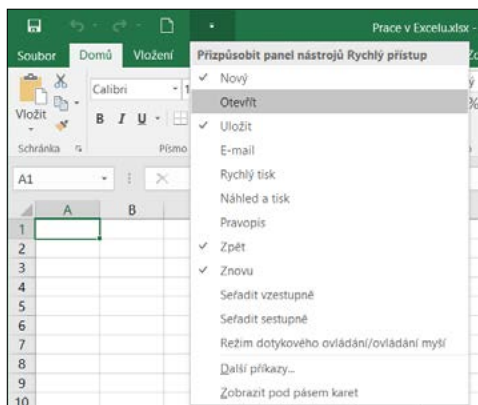 Prace v Excelu.xlsx -
Soubor Domů Vložení
Přizpůsobit panel nástrojů Rychlý přístup
Nový
Otevřít
Uložit
E-mail
Rychlý tisk
Náhled a tisk
Pravopis
Zpět
Znovu
Seřadit vzestupně
Seřadit sestupně
Režim dotykového ovládání/ovládání myší
Další příkazy...
Zobrazit pod pásem karet
Vložit
Calibri
B I U
%
Schránka Písmo
A1
A B
1
2
3
4
5
6
7
8
9
10